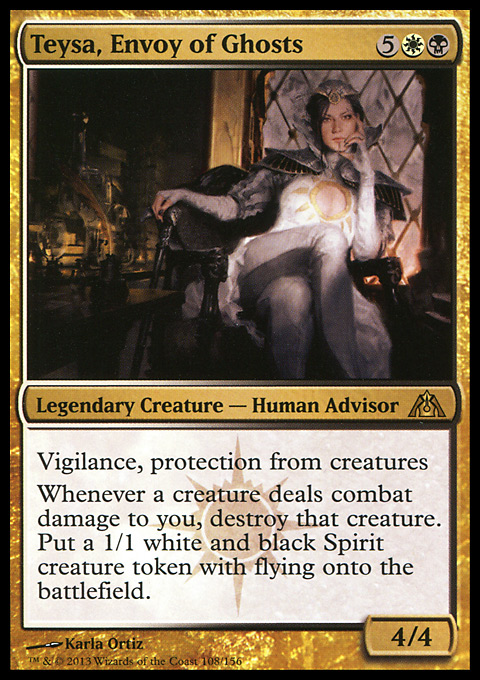 Teysa, Envoy of Ghosts 5
Legendary Creature — Human Advisor
Vigilance, protection from creatures
Whenever a creature deals combat
damage to you, destroy that creature.
Put a 1/1 white and black Spirit
creature token with flying onto the
battlefield.
Karla Ortiz
4/4
™ & © 2013 Wizards of the Coast 108/156